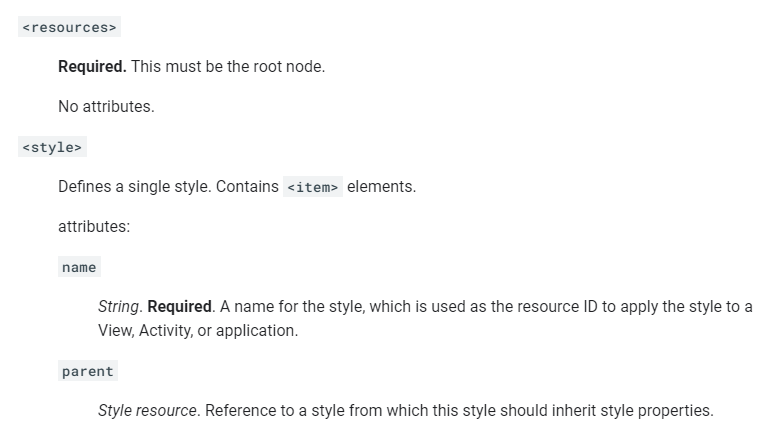 <resources>
Required. This must be the root node.
No attributes.
<style>
Defines a single style. Contains <item> elements.
attributes:
name
String. Required. A name for the style, which is used as the resource ID to apply the style to a
View, Activity, or application.
parent
Style resource. Reference to a style from which this style should inherit style properties.